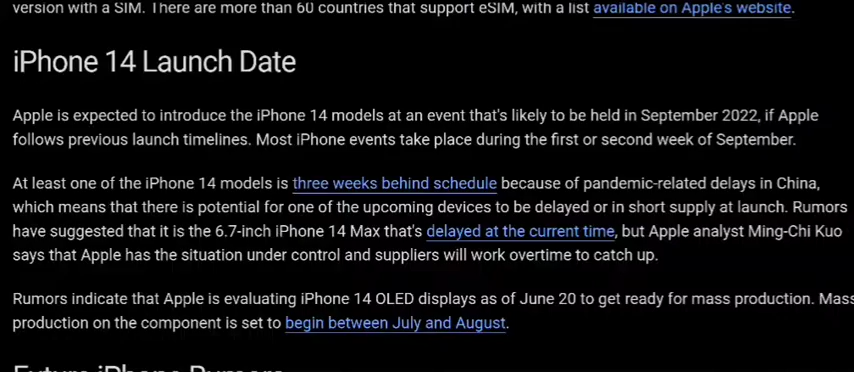 version with a SIM. There are more than 60 countries that support eSIM, with a list available on Apple's website.
iPhone 14 Launch Date
Apple is expected to introduce the iPhone 14 models at an event that's likely to be held in September 2022, if Apple
follows previous launch timelines. Most iPhone events take place during the first or second week of September.
At least one of the iPhone 14 models is three weeks behind schedule because of pandemic-related delays in China,
which means that there is potential for one of the upcoming devices to be delayed or in short supply at launch. Rumors
have suggested that it is the 6.7-inch iPhone 14 Max that's delayed at the current time, but Apple analyst Ming-Chi Kuo
says that Apple has the situation under control and suppliers will work overtime to catch up.
Rumors indicate that Apple is evaluating iPhone 14 OLED displays as of June 20 to get ready for mass production. Mass
production on the component is set to begin between July and August.
Future iPhone Rumors